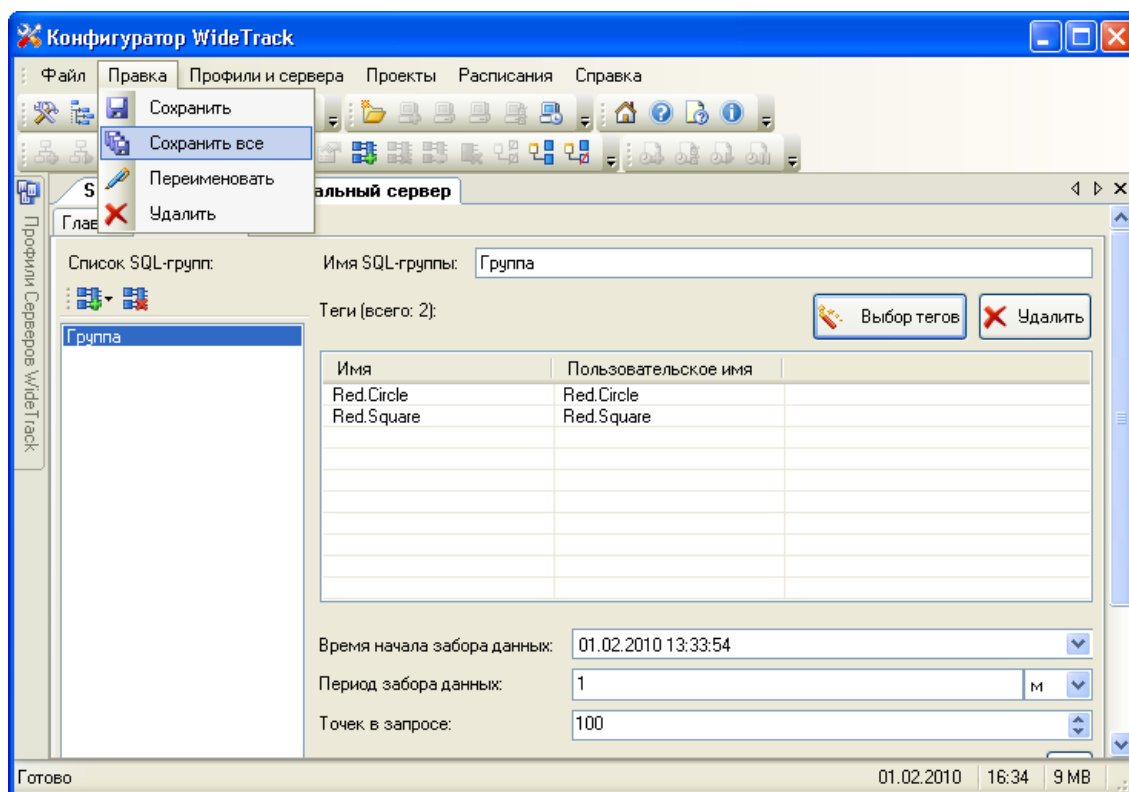 Конфигуратор WideTrack
Файл Правка Профили и сервера Проекты Расписания Справка
Сохранить
Сохранить все
Переименовать
Удалить
S альный сервер
Глав
Профили Серверов WideTrack
Список SQL-групп:
Имя SQL-группы: Группа
Теги (всего: 2):
Выбор тегов Удалить
Группа
Имя Пользовательское имя
Red.Circle Red.Circle
Red.Square Red.Square
Время начала забора данных: 01.02.2010 13:33:54
Период забора данных: 1 м
Точек в запросе: 100
Готово 01.02.2010 16:34 9 MB